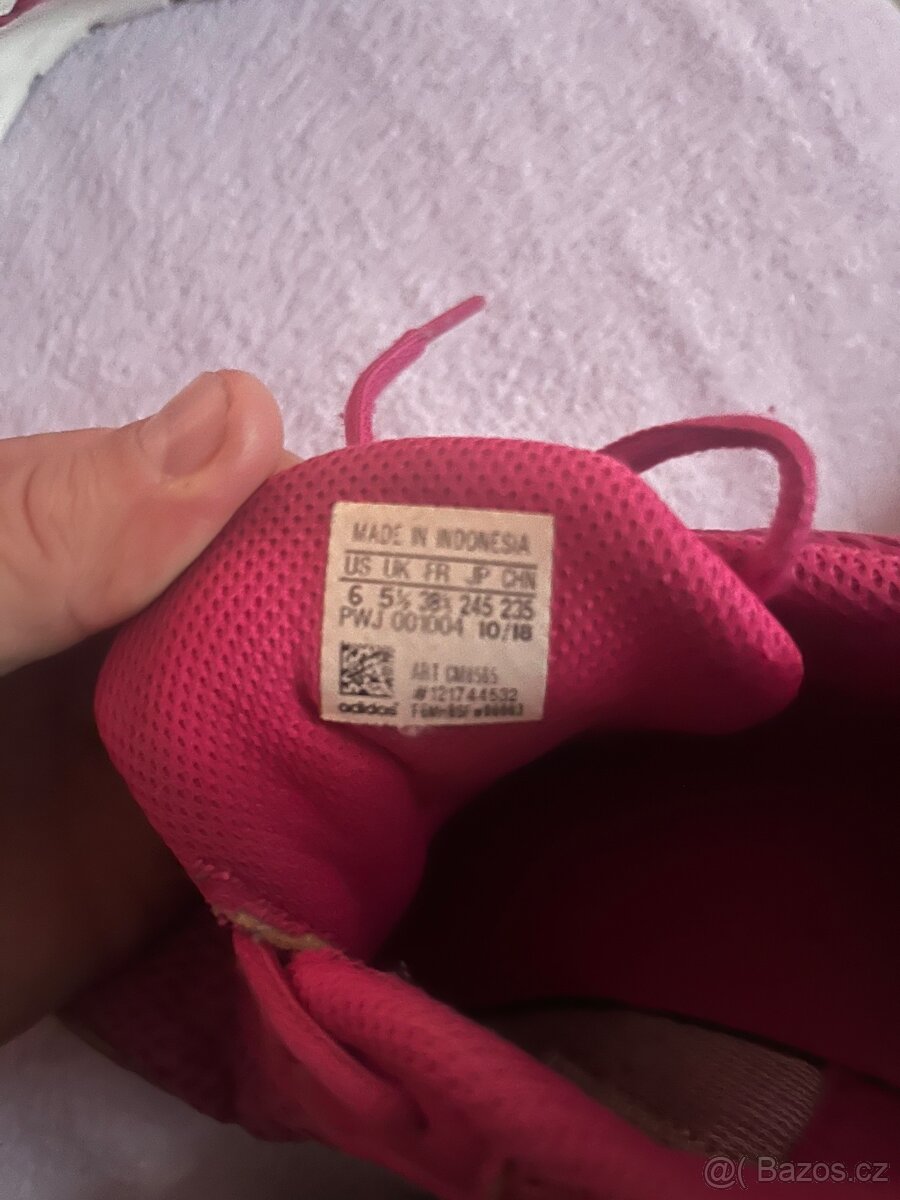 MADE IN INDONESIA
US UK FR JP CHN
6 5½ 38⅔ 245 235
PWJ 001004 10/18
ART
#121744532
adidas
@( Bazos.cz